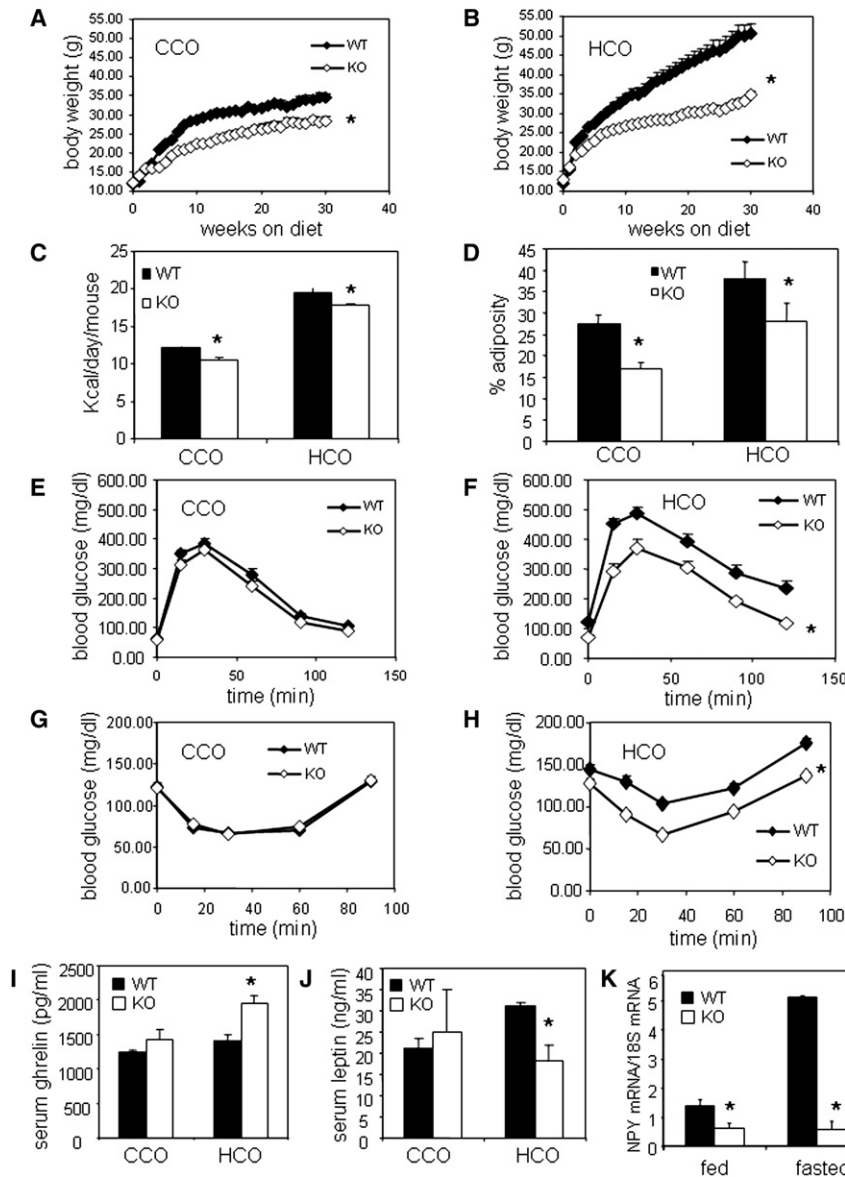 A
body weight (g)
CCO
WT
KO
55.00
50.00
45.00
40.00
35.00
30.00
25.00
20.00
15.00
10.00
*
0 10 20 30 40
weeks on diet
B
body weight (g)
HCO
55.00
50.00
45.00
40.00
35.00
30.00
25.00
20.00
15.00
10.00
*
WT
KO
0 10 20 30 40
weeks on diet
C
Kcal/day/mouse
WT
KO
25
20
15
10
5
0
* *
CCO HCO
D
% adiposity
WT
KO
45
40
35
30
25
20
15
10
5
0
* *
CCO HCO
E
blood glucose (mg/dl)
CCO
WT
KO
600.00
500.00
400.00
300.00
200.00
100.00
0.00
0 50 100 150
time (min)
F
blood glucose (mg/dl)
HCO
WT
KO
600.00
500.00
400.00
300.00
200.00
100.00
0.00
*
0 50 100 150
time (min)
G
blood glucose (mg/dl)
CCO
WT
KO
200.00
150.00
100.00
50.00
0.00
0 20 40 60 80 100
time (min)
H
blood glucose (mg/dl)
HCO
200.00
150.00
100.00
50.00
0.00
*
WT
KO
0 20 40 60 80 100
time (min)
I
serum ghrelin (pg/ml)
WT
KO
2500
2000
1500
1000
500
0
*
CCO HCO
J
serum leptin (ng/ml)
WT
KO
40
35
30
25
20
15
10
5
0
*
CCO HCO
K
NPY mRNA/18S mRNA
WT
KO
6
5
4
3
2
1
0
* *
fed fasted